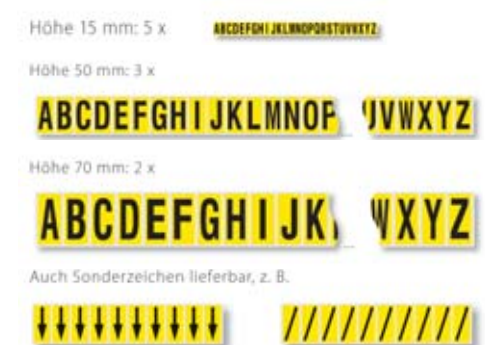 Höhe 15 mm: 5 x
ABCDEFGHIJKLMNOPQRSTUVWXYZ
Höhe 50 mm: 3 x
ABCDEFGHIJKLMNOP UVWXYZ
Höhe 70 mm: 2 x
ABCDEFGHIJK WXYZ
Auch Sonderzeichen lieferbar, z. B.
↓↓↓↓↓↓↓↓↓↓ //////////